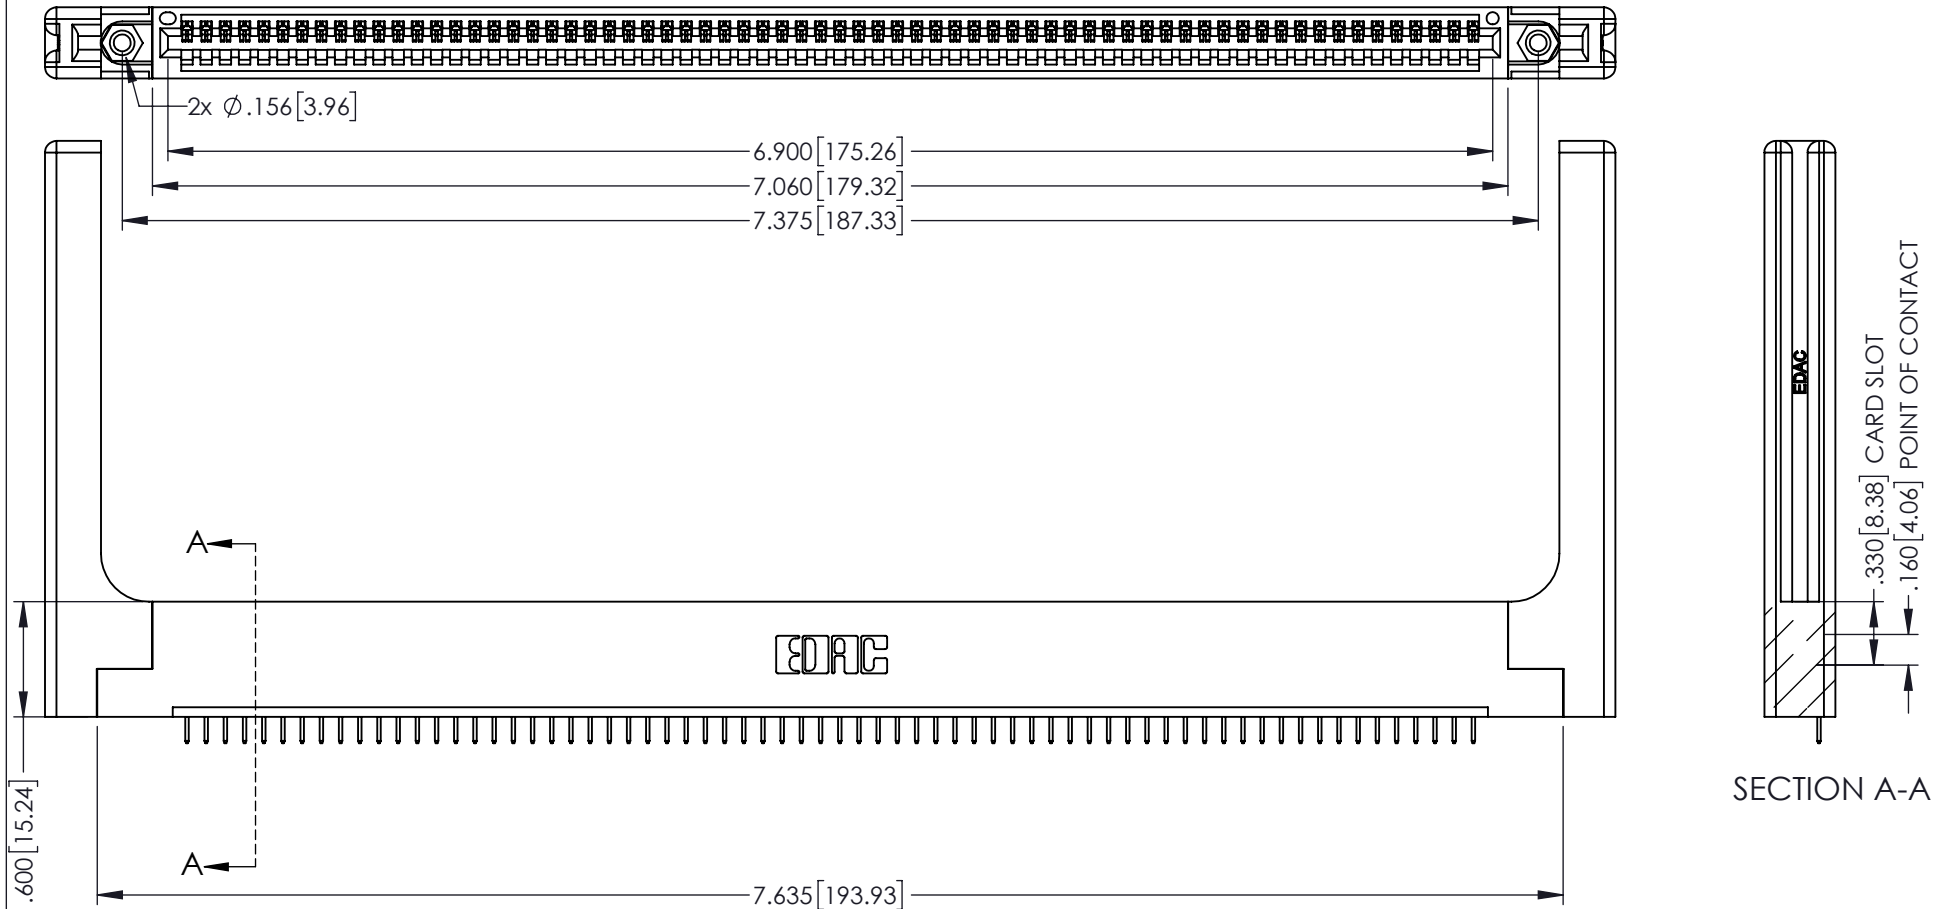 2x Ø.156[3.96]
6.900[175.26]
7.060[179.32]
7.375[187.33]
A
EDAC
A
.600[15.24]
7.635[193.93]
EDAC
.330[8.38] CARD SLOT
.160[4.06] POINT OF CONTACT
SECTION A-A